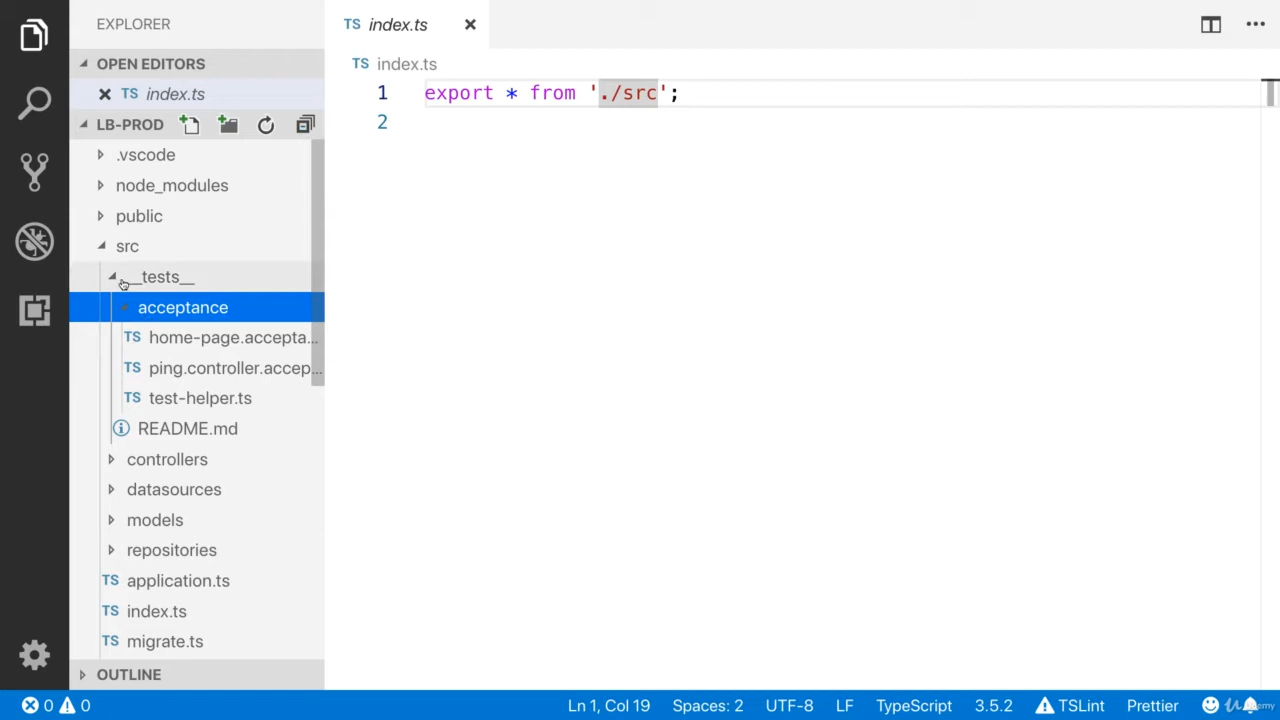 EXPLORER
OPEN EDITORS
TS index.ts
LB-PROD
.vscode
node_modules
public
src
__tests__
acceptance
TS home-page.accepta...
TS ping.controller.accep...
TS test-helper.ts
README.md
controllers
datasources
models
repositories
TS application.ts
TS index.ts
TS migrate.ts
OUTLINE
TS index.ts
TS index.ts
1 export * from './src';
2
0 0 Ln 1, Col 19 Spaces: 2 UTF-8 LF TypeScript 3.5.2 TSLint Prettier